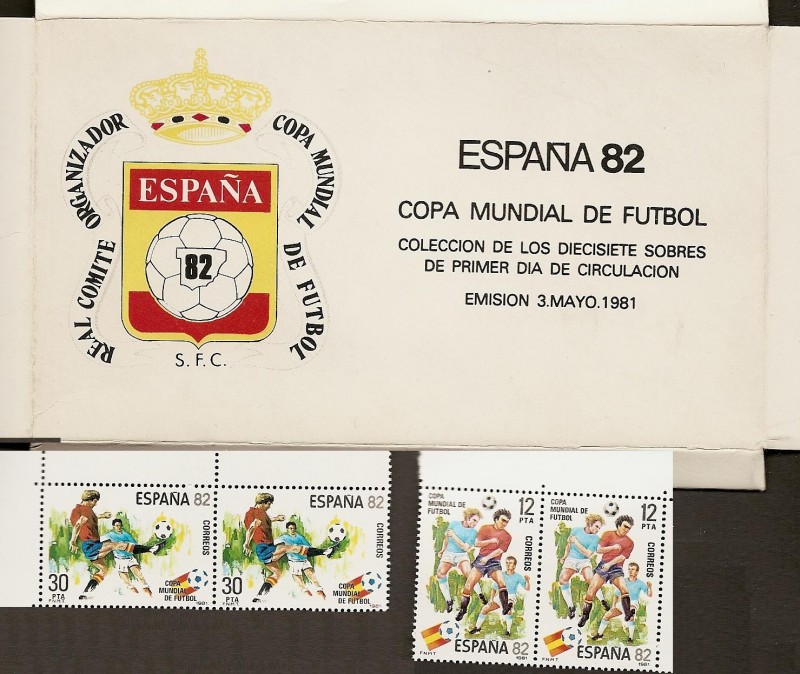 REAL COMITE ORGANIZADOR
COPA MUNDIAL DE FUTBOL
ESPAÑA
82
S.F.C.
ESPAÑA 82
COPA MUNDIAL DE FUTBOL
COLECCION DE LOS DIECISIETE SOBRES
DE PRIMER DIA DE CIRCULACION
EMISION 3.MAYO.1981
ESPAÑA 82
CORREOS
30
PTA
F.N.M.T.
COPA
MUNDIAL
DE FUTBOL
1981
ESPAÑA 82
CORREOS
30
PTA
F.N.M.T.
COPA
MUNDIAL
DE FUTBOL
1981
COPA
MUNDIAL DE
FUTBOL
12
PTA
CORREOS
FNMT
ESPAÑA
82
1981
COPA
MUNDIAL DE
FUTBOL
12
PTA
CORREOS
FNMT
ESPAÑA
82
1981